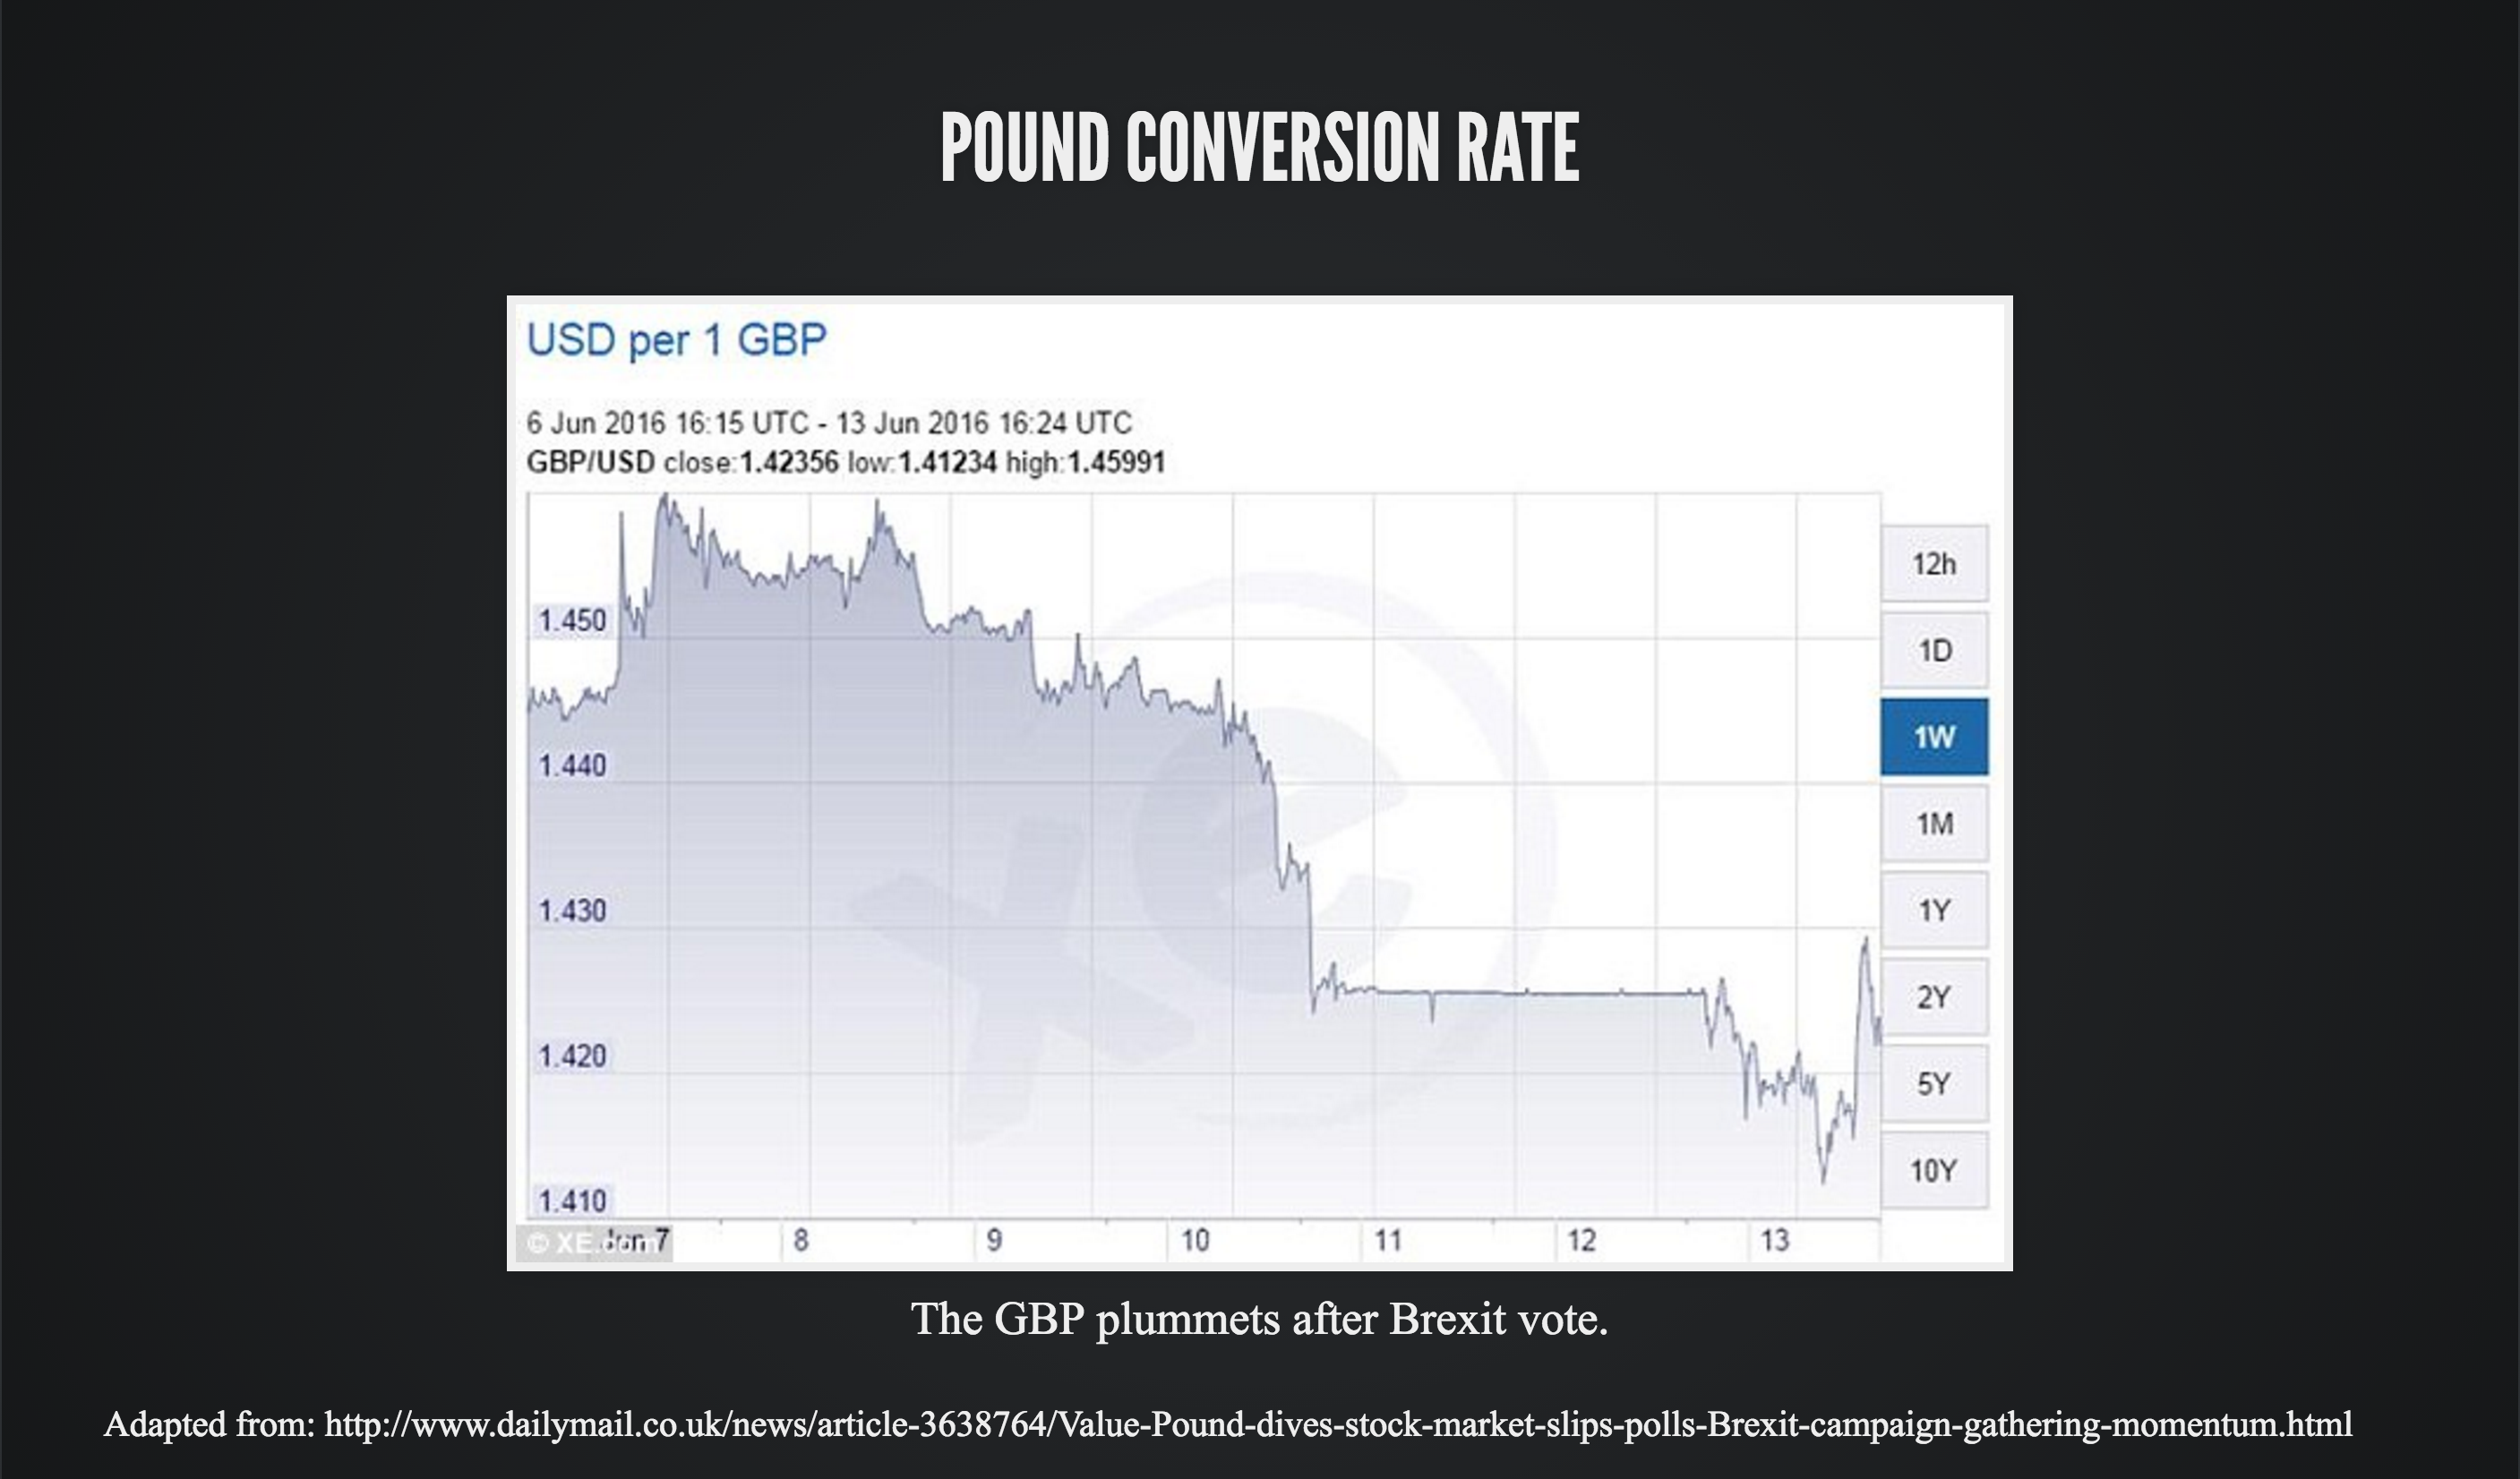 POUND CONVERSION RATE
USD per 1 GBP
6 Jun 2016 16:15 UTC - 13 Jun 2016 16:24 UTC
GBP/USD close:1.42356 low:1.41234 high:1.45991
1.450
1.440
1.430
1.420
1.410
12h
1D
1W
1M
1Y
2Y
5Y
10Y
© XE.com
Jun 7 8 9 10 11 12 13
xe
The GBP plummets after Brexit vote.
Adapted from: http://www.dailymail.co.uk/news/article-3638764/Value-Pound-dives-stock-market-slips-polls-Brexit-campaign-gathering-momentum.html